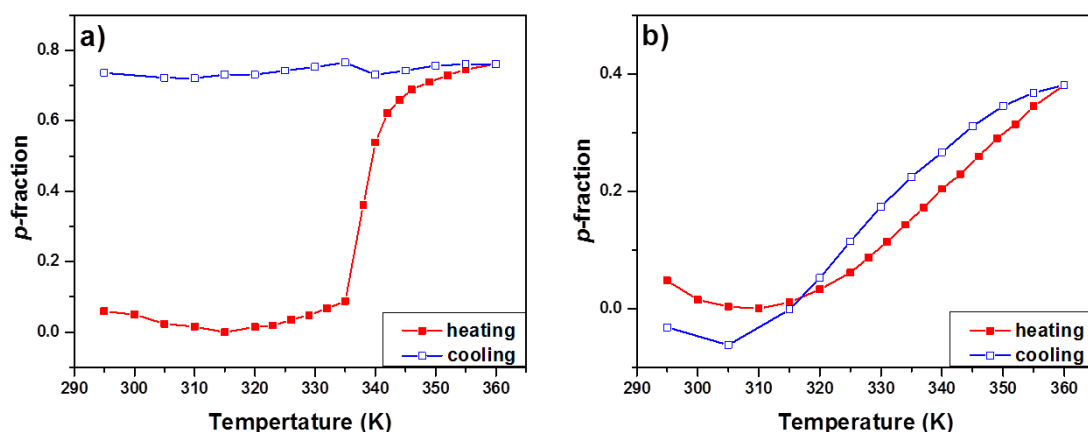 a)
p-fraction
0.8
0.6
0.4
0.2
0.0
heating
cooling
290 300 310 320 330 340 350 360
Tempertature (K)
b)
p-fraction
0.4
0.2
0.0
heating
cooling
290 300 310 320 330 340 350 360
Temperature (K)